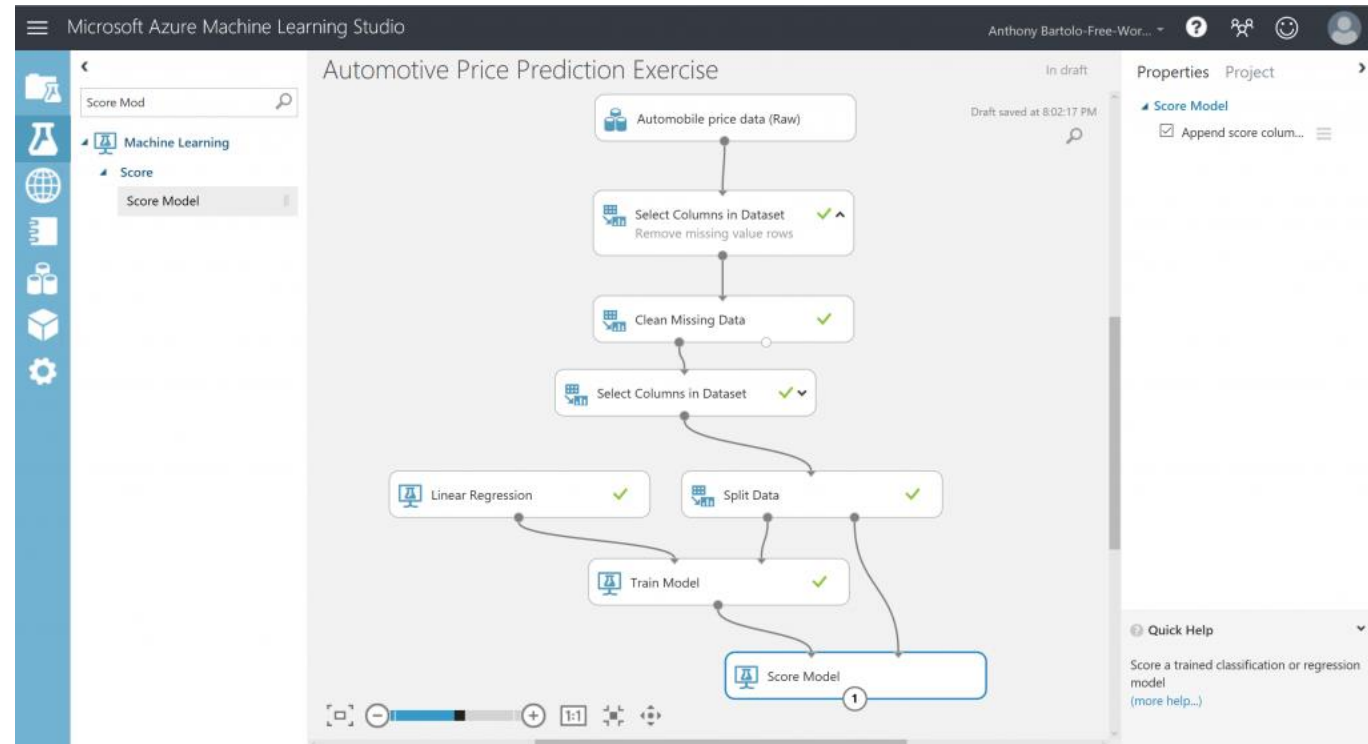 Microsoft Azure Machine Learning Studio
Anthony Bartolo-Free-Wor...
?
Score Mod
Machine Learning
Score
Score Model
Automotive Price Prediction Exercise
In draft
Draft saved at 8:02:17 PM
Automobile price data (Raw)
Select Columns in Dataset
Remove missing value rows
Clean Missing Data
Select Columns in Dataset
Linear Regression
Split Data
Train Model
Score Model
1
1:1
Properties Project
Score Model
Append score colum...
Quick Help
Score a trained classification or regression
model
(more help...)